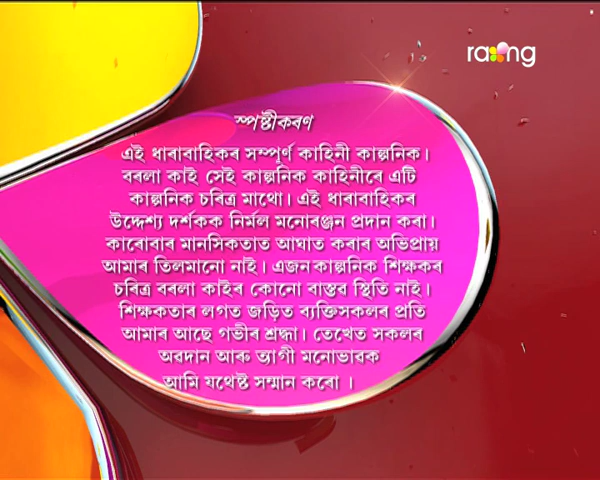 rang
স্পষ্টীকৰণ
এই ধাৰাবাহিকৰ সম্পূৰ্ণ কাহিনী কাল্পনিক।
বৰলা কাই সেই কাল্পনিক কাহিনীৰে এটি
কাল্পনিক চৰিত্ৰ মাথো। এই ধাৰাবাহিকৰ
উদ্দেশ্য দৰ্শকক নিৰ্মল মনোৰঞ্জন প্ৰদান কৰা।
কাৰোবাৰ মানসিকতাত আঘাত কৰাৰ অভিপ্ৰায়
আমাৰ তিলমানো নাই। এজন কাল্পনিক শিক্ষকৰ
চৰিত্ৰ বৰলা কাইৰ কোনো বাস্তৱ স্থিতি নাই।
শিক্ষকতাৰ লগত জড়িত ব্যক্তিসকলৰ প্ৰতি
আমাৰ আছে গভীৰ শ্ৰদ্ধা। তেখেত সকলৰ
অৱদান আৰু ত্যাগী মনোভাৱক
আমি যথেষ্ট সন্মান কৰো ।